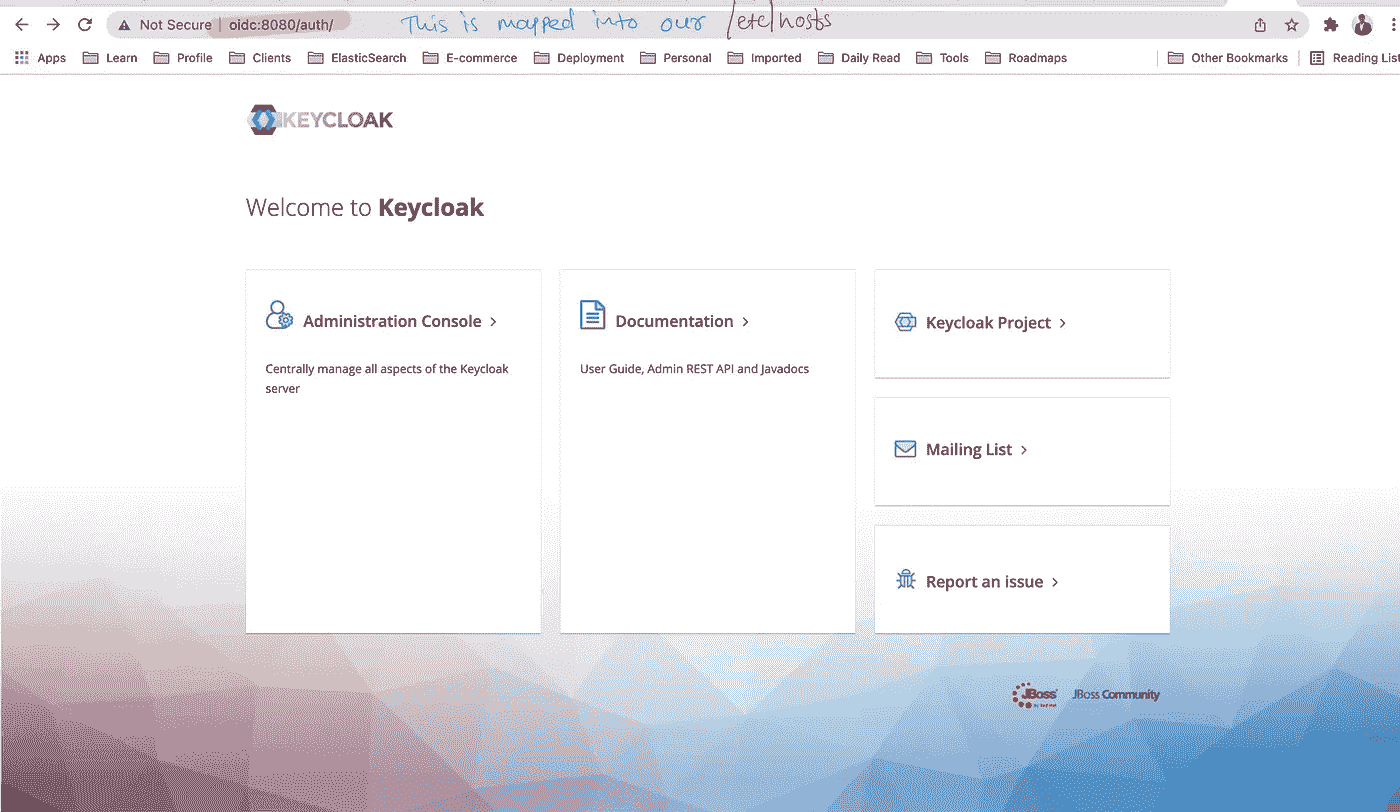 Not Secure | oidc:8080/auth/ This is mapped into our /etc/hosts
Apps Learn Profile Clients ElasticSearch E-commerce Deployment Personal Imported Daily Read Tools Roadmaps Other Bookmarks Reading List
KEYCLOAK
Welcome to Keycloak
Administration Console >
Centrally manage all aspects of the Keycloak
server
Documentation >
User Guide, Admin REST API and Javadocs
Keycloak Project >
Mailing List >
Report an issue >
JBoss JBoss Community
by Red Hat